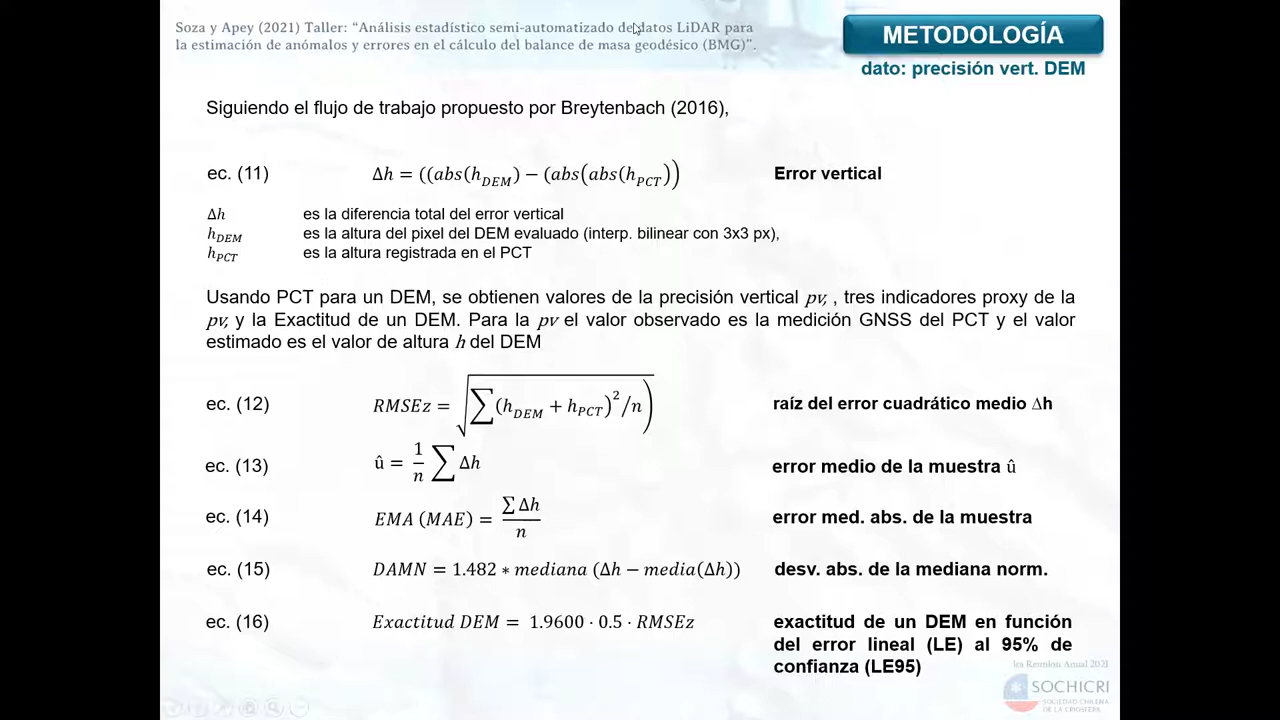 Soza y Apey (2021) Taller: “Análisis estadístico semi-automatizado de datos LiDAR para
la estimación de anómalos y errores en el cálculo del balance de masa geodésico (BMG)”.
METODOLOGÍA
dato: precisión vert. DEM
Siguiendo el flujo de trabajo propuesto por Breytenbach (2016),
ec. (11) Δh = ((abs(h_DEM) − (abs(abs(h_PCT)) Error vertical
Δh es la diferencia total del error vertical
h_DEM es la altura del pixel del DEM evaluado (interp. bilinear con 3x3 px),
h_PCT es la altura registrada en el PCT
Usando PCT para un DEM, se obtienen valores de la precisión vertical pv, , tres indicadores proxy de la
pv, y la Exactitud de un DEM. Para la pv el valor observado es la medición GNSS del PCT y el valor
estimado es el valor de altura h del DEM
ec. (12) RMSEz = √∑(h_DEM + h_PCT)²/n) raíz del error cuadrático medio Δh
ec. (13) û = 1/n ∑ Δh error medio de la muestra û
ec. (14) EMA (MAE) = ∑ Δh / n error med. abs. de la muestra
ec. (15) DAMN = 1.482 ∗ mediana (Δh − media(Δh)) desv. abs. de la mediana norm.
ec. (16) Exactitud DEM = 1.9600 · 0.5 · RMSEz exactitud de un DEM en función
del error lineal (LE) al 95% de
confianza (LE95)
1ra Reunión Anual 2021
SOCHICRI
SOCIEDAD CHILENA
DE LA CRIÓSFERA